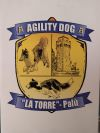 AGILITY DOG
"LA TORRE" - Palù